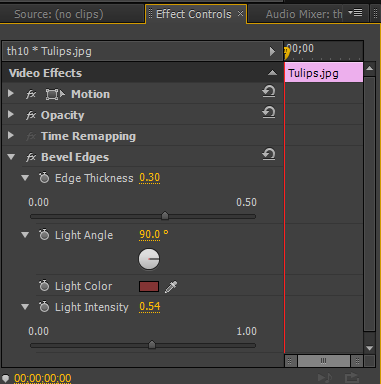 Source: (no clips) Effect Controls Audio Mixer: th
th10 * Tulips.jpg 00;00
Video Effects Tulips.jpg
fx Motion
fx Opacity
fx Time Remapping
fx Bevel Edges
Edge Thickness 0.30
0.00 0.50
Light Angle 90.0 °
Light Color
Light Intensity 0.54
0.00 1.00
00:00:00:00